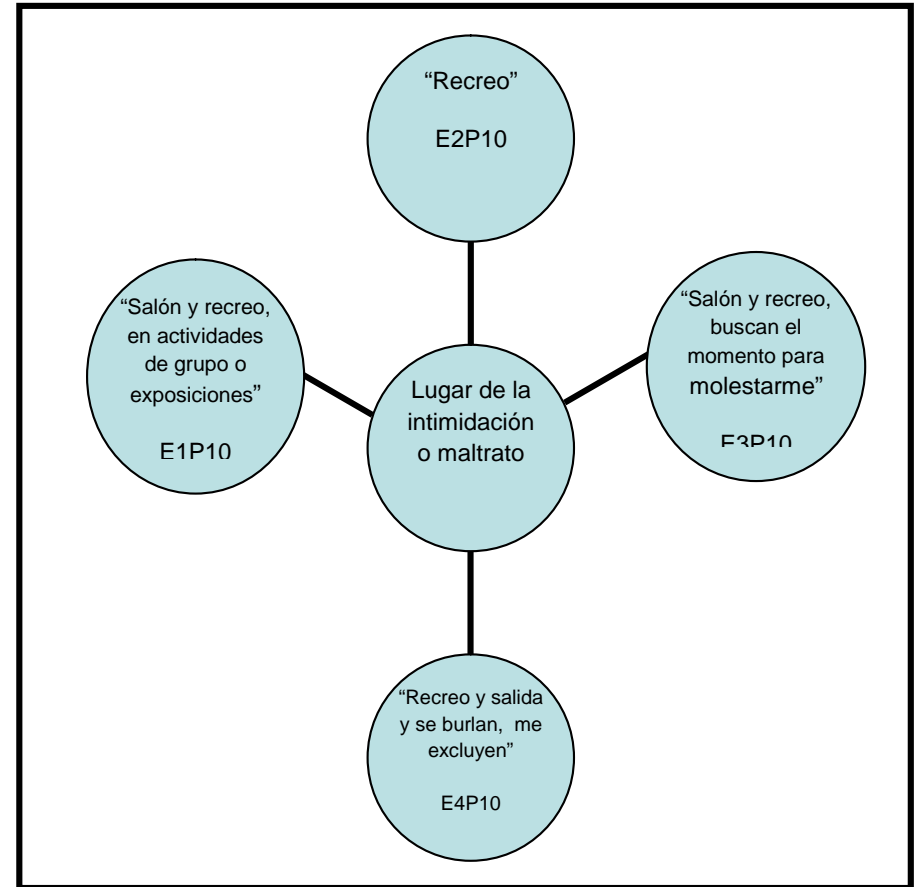 “Recreo”
E2P10
“Salón y recreo,
en actividades
de grupo o
exposiciones”
E1P10
“Salón y recreo,
buscan el
momento para
molestarme”
E3P10
Lugar de la
intimidación
o maltrato
“Recreo y salida
y se burlan, me
excluyen”
E4P10